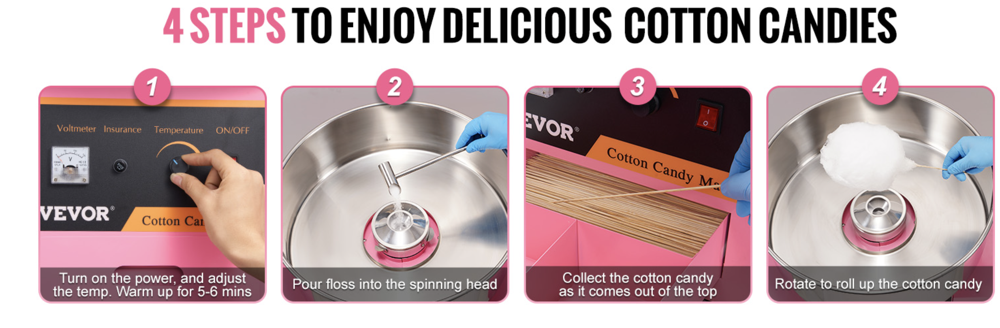 4 STEPS TO ENJOY DELICIOUS COTTON CANDIES
1
Voltmeter Insurance Temperature ON/OFF
V
FUSE
VEVOR®
Cotton Can
Turn on the power, and adjust
the temp. Warm up for 5-6 mins
2
Pour floss into the spinning head
3
EVOR®
Cotton Candy Ma
Collect the cotton candy
as it comes out of the top
4
Rotate to roll up the cotton candy